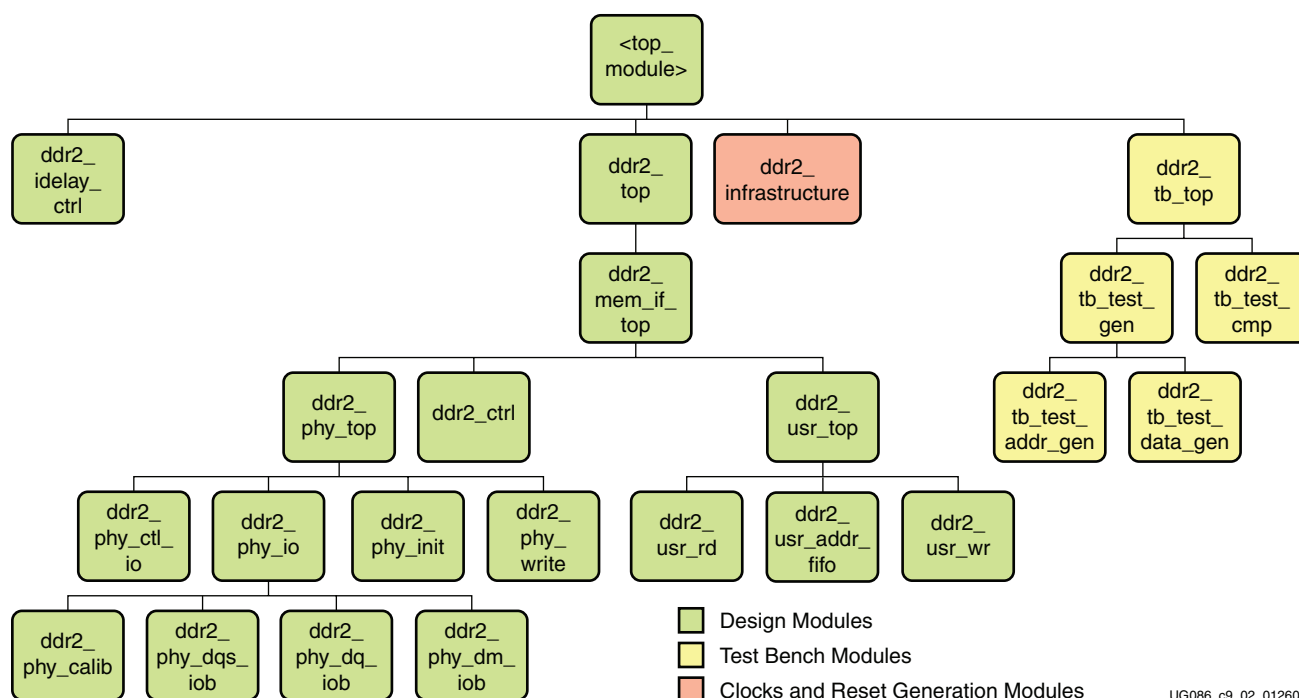 <top_
module>
ddr2_
idelay_
ctrl
ddr2_
top
ddr2_
infrastructure
ddr2_
tb_top
ddr2_
mem_if_
top
ddr2_
tb_test_
gen
ddr2_
tb_test_
cmp
ddr2_
phy_top
ddr2_ctrl
ddr2_
usr_top
ddr2_
tb_test_
addr_gen
ddr2_
tb_test_
data_gen
ddr2_
phy_ctl_
io
ddr2_
phy_io
ddr2_
phy_init
ddr2_
phy_
write
ddr2_
usr_rd
ddr2_
usr_addr_
fifo
ddr2_
usr_wr
ddr2_
phy_calib
ddr2_
phy_dqs_
iob
ddr2_
phy_dq_
iob
ddr2_
phy_dm_
iob
Design Modules
Test Bench Modules
Clocks and Reset Generation Modules
UG086_c9_02_01260